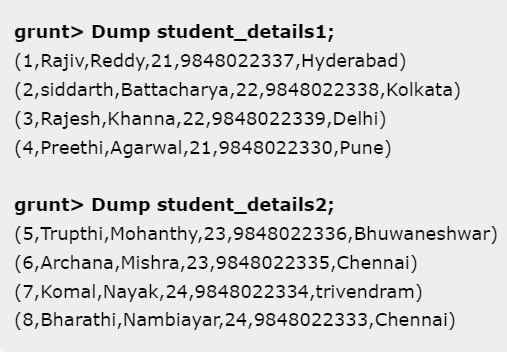 grunt> Dump student_details1;
(1,Rajiv,Reddy,21,9848022337,Hyderabad)
(2,siddarth,Battacharya,22,9848022338,Kolkata)
(3,Rajesh,Khanna,22,9848022339,Delhi)
(4,Preethi,Agarwal,21,9848022330,Pune)
grunt> Dump student_details2;
(5,Trupthi,Mohanthy,23,9848022336,Bhuwaneshwar)
(6,Archana,Mishra,23,9848022335,Chennai)
(7,Komal,Nayak,24,9848022334,trivendram)
(8,Bharathi,Nambiayar,24,9848022333,Chennai)